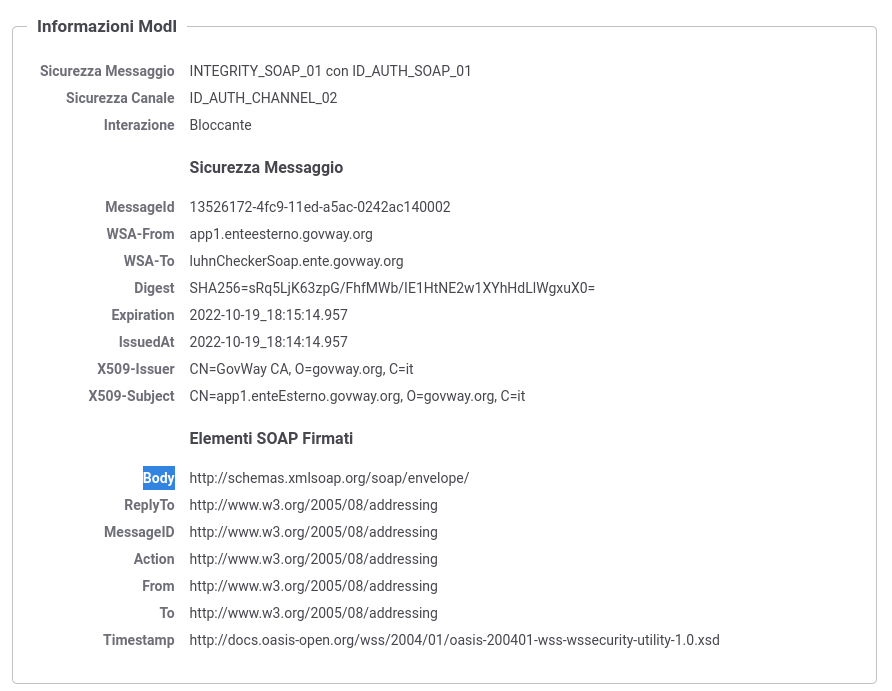 Informazioni ModI
Sicurezza Messaggio INTEGRITY_SOAP_01 con ID_AUTH_SOAP_01
Sicurezza Canale ID_AUTH_CHANNEL_02
Interazione Bloccante
Sicurezza Messaggio
MessageId 13526172-4fc9-11ed-a5ac-0242ac140002
WSA-From app1.enteesterno.govway.org
WSA-To luhnCheckerSoap.ente.govway.org
Digest SHA256=sRq5LjK63zpG/FhfMWb/IE1HtNE2w1XYhHdLlWgxuX0=
Expiration 2022-10-19_18:15:14.957
IssuedAt 2022-10-19_18:14:14.957
X509-Issuer CN=GovWay CA, O=govway.org, C=it
X509-Subject CN=app1.enteEsterno.govway.org, O=govway.org, C=it
Elementi SOAP Firmati
Body http://schemas.xmlsoap.org/soap/envelope/
ReplyTo http://www.w3.org/2005/08/addressing
MessageID http://www.w3.org/2005/08/addressing
Action http://www.w3.org/2005/08/addressing
From http://www.w3.org/2005/08/addressing
To http://www.w3.org/2005/08/addressing
Timestamp http://docs.oasis-open.org/wss/2004/01/oasis-200401-wss-wssecurity-utility-1.0.xsd